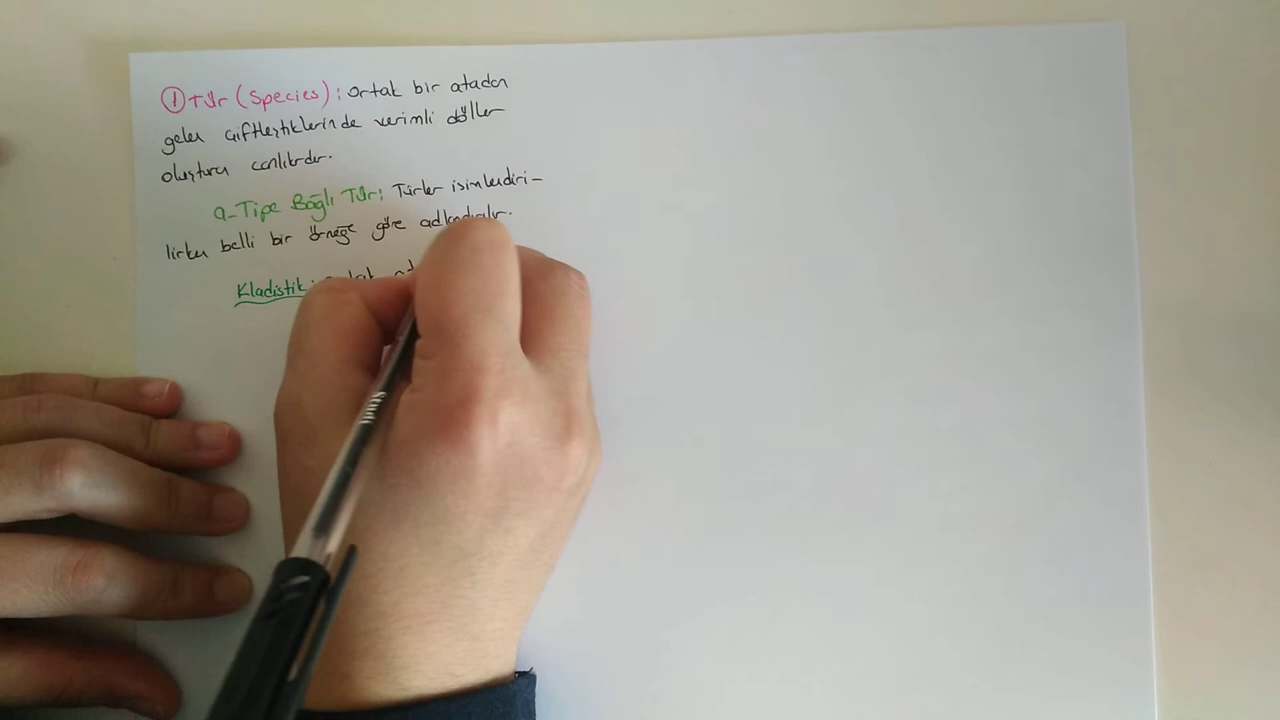 ① Tür (Species): Ortak bir atadan
gelen çiftleştiklerinde verimli döller
oluşturan canlılardır.
a-Tipe Bağlı Tür: Türler isimlendiri-
lirken belli bir örneğe göre adlandırılır.
Kladistik: